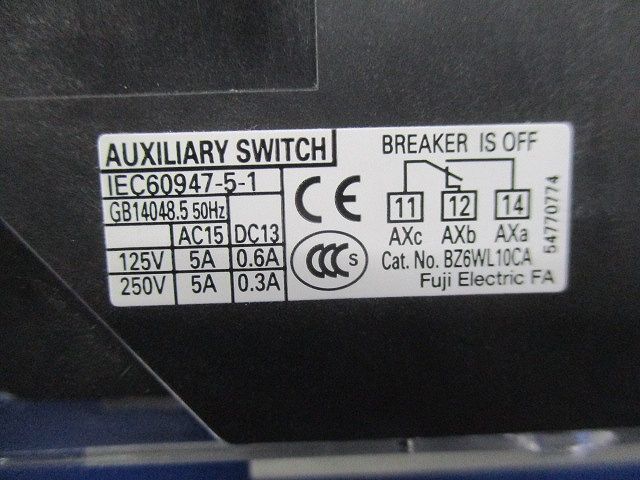 AUXILIARY SWITCH
IEC60947-5-1
GB14048.5 50Hz
AC15 DC13
125V 5A 0.6A
250V 5A 0.3A
CE
CCC S
BREAKER IS OFF
11 12 14
AXc AXb AXa
Cat. No. BZ6WL10CA
Fuji Electric FA
54770774